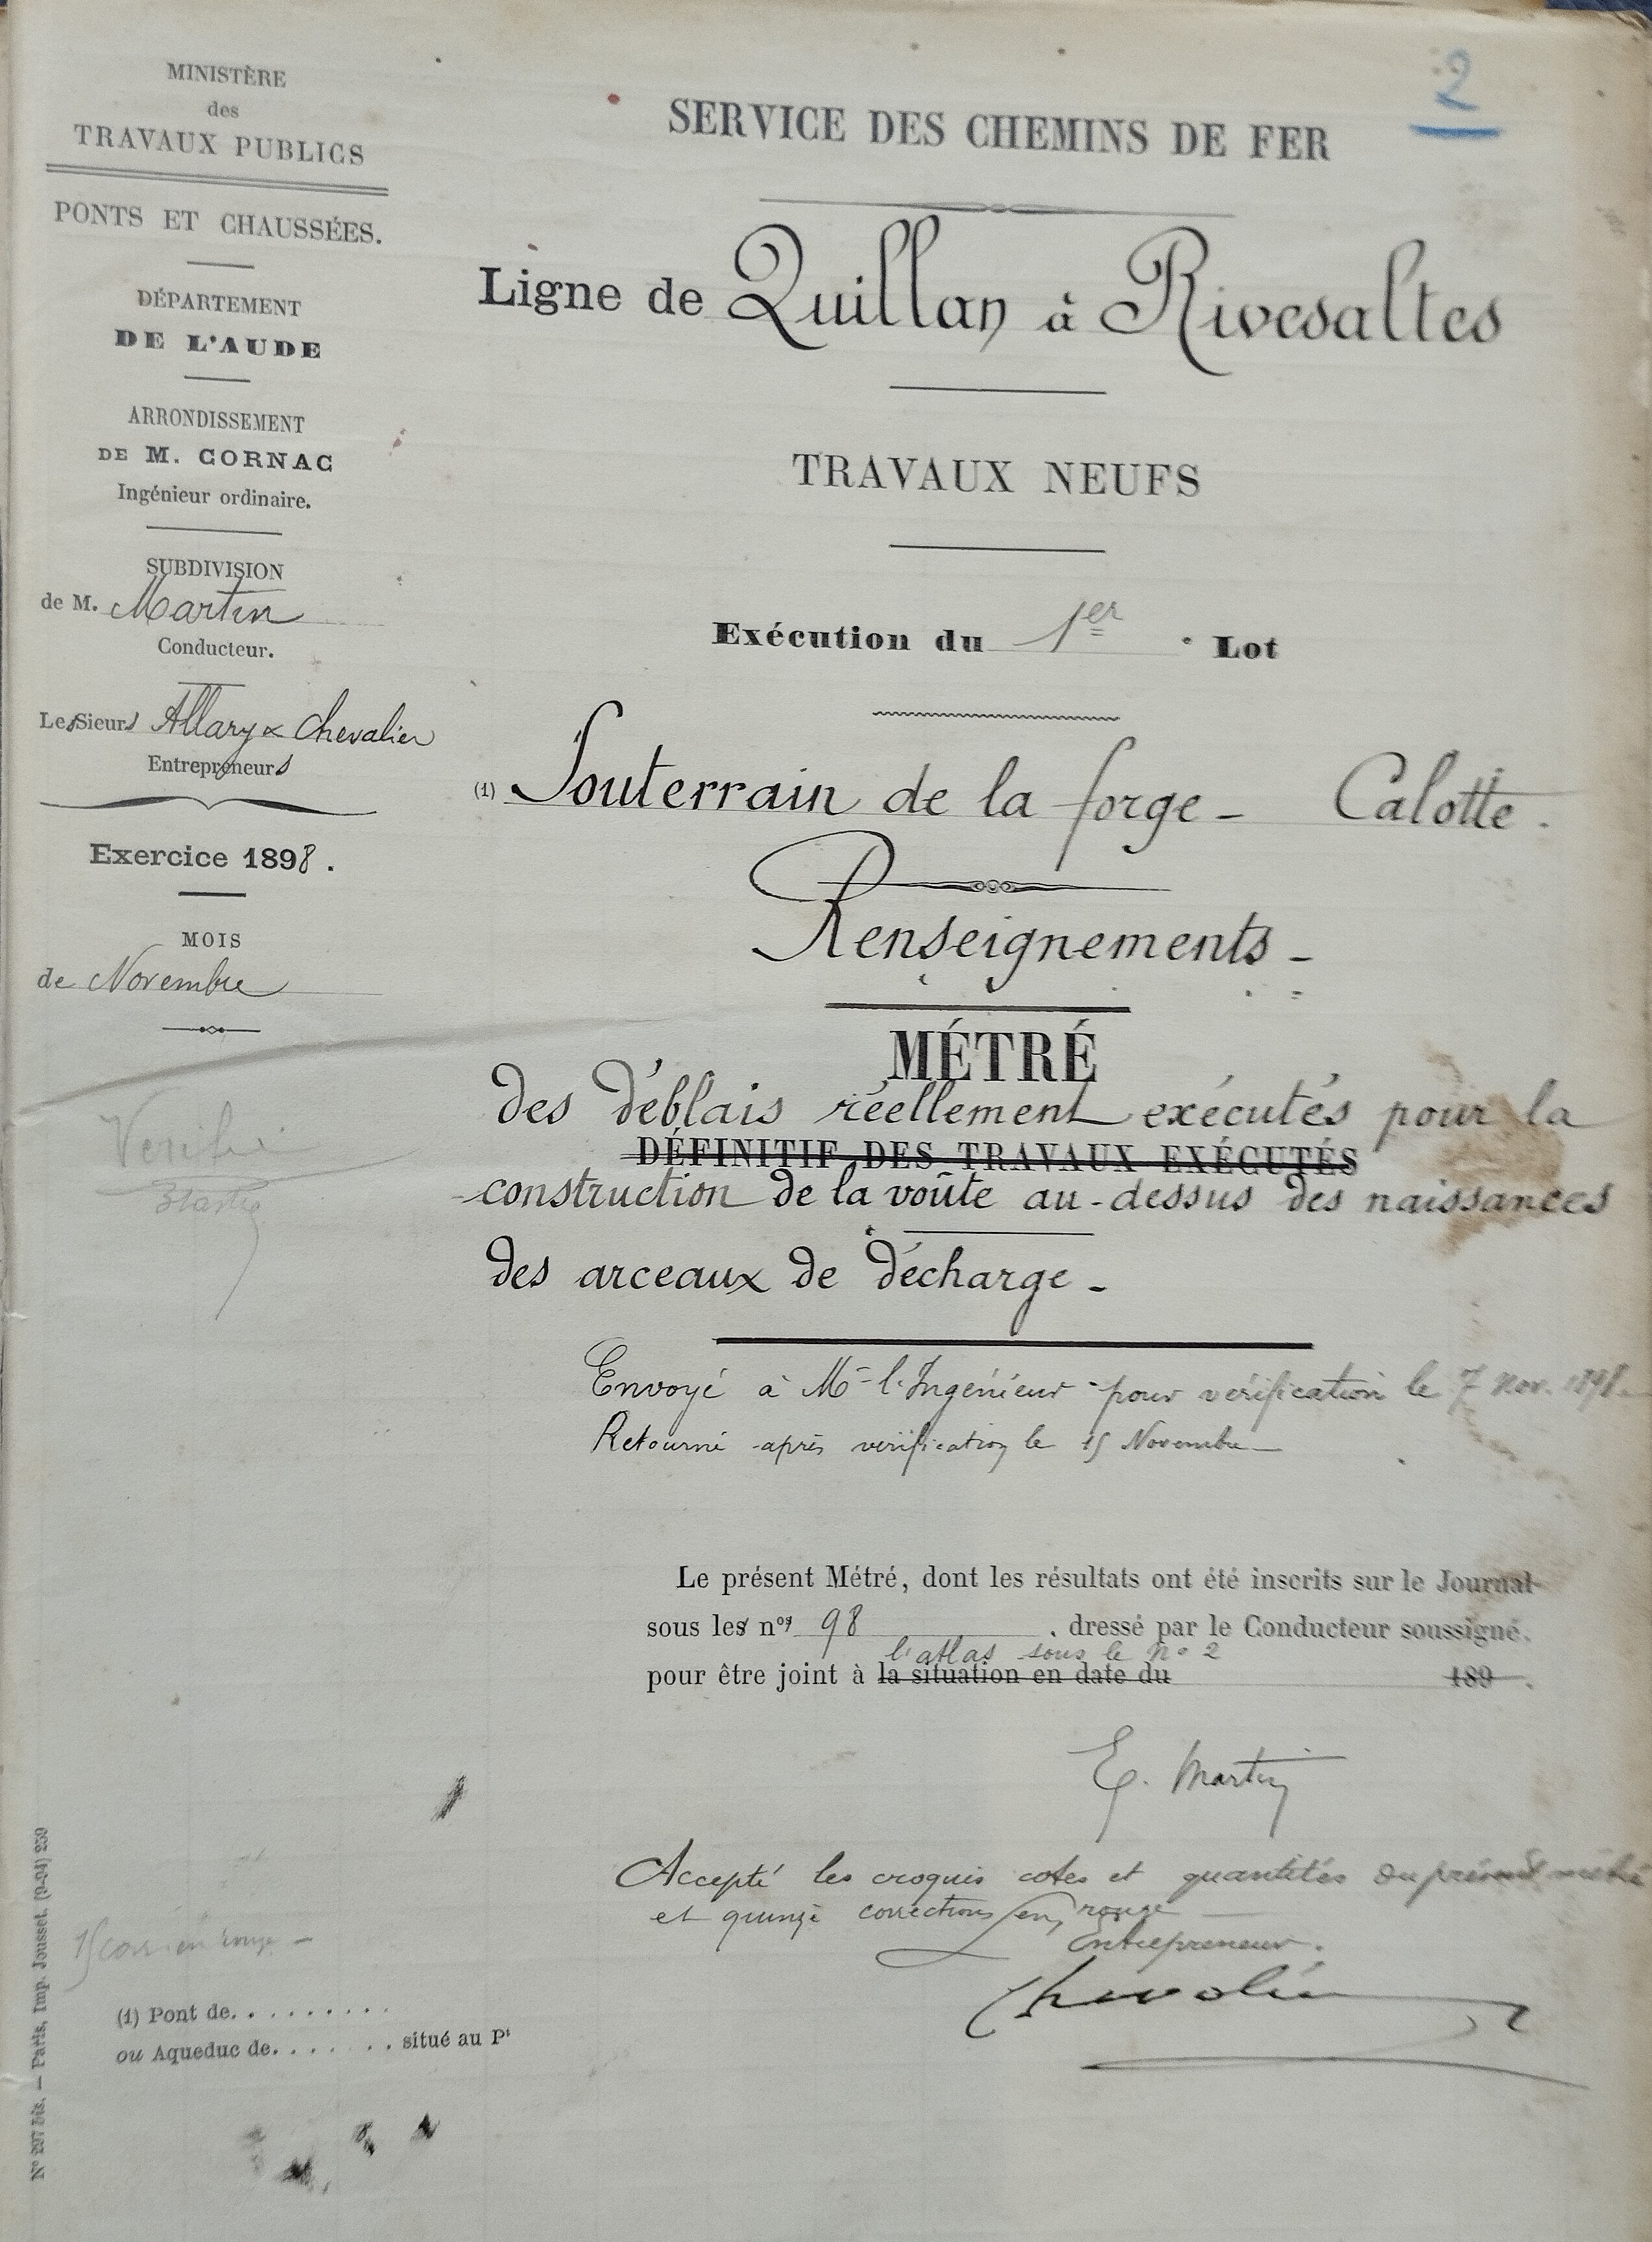 2
MINISTÈRE
des
TRAVAUX PUBLICS
PONTS ET CHAUSSÉES.
DÉPARTEMENT
DE L'AUDE
ARRONDISSEMENT
DE M. CORNAC
Ingénieur ordinaire.
SUBDIVISION
de M. Martin
Conducteur.
Les Sieurs Allary & Chevalier
Entrepreneurs
Exercice 1898.
MOIS
de Novembre
Verifié
SERVICE DES CHEMINS DE FER
Ligne de Quillan à Rivesaltes
TRAVAUX NEUFS
Exécution du 1er Lot
(1) Souterrain de la forge - Calotte.
Renseignements -
MÉTRÉ
des déblais réellement exécutés pour la
DÉFINITIF DES TRAVAUX EXÉCUTÉS
construction de la voûte au-dessus des naissances
des arceaux de décharge -
Envoyé à Mr l'Ingénieur pour vérification le 7 Nov. 1898.
Retourné après vérification le 15 Novembre
Le présent Métré, dont les résultats ont été inscrits sur le Journal
sous les nos 98 , dressé par le Conducteur soussigné.
l'atlas sous le n° 2
pour être joint à la situation en date du 189 .
E. Martin
Accepté les croquis cotes et quantités du présent métré
et quinze corrections en rouge
Entrepreneur.
Chevalier
15 corr. en rouge -
(1) Pont de. . . . . . . . .
ou Aqueduc de. . . . . . . situé au Pt
N° 297 bis. — Paris, Imp. Jousset. (9-94) 259